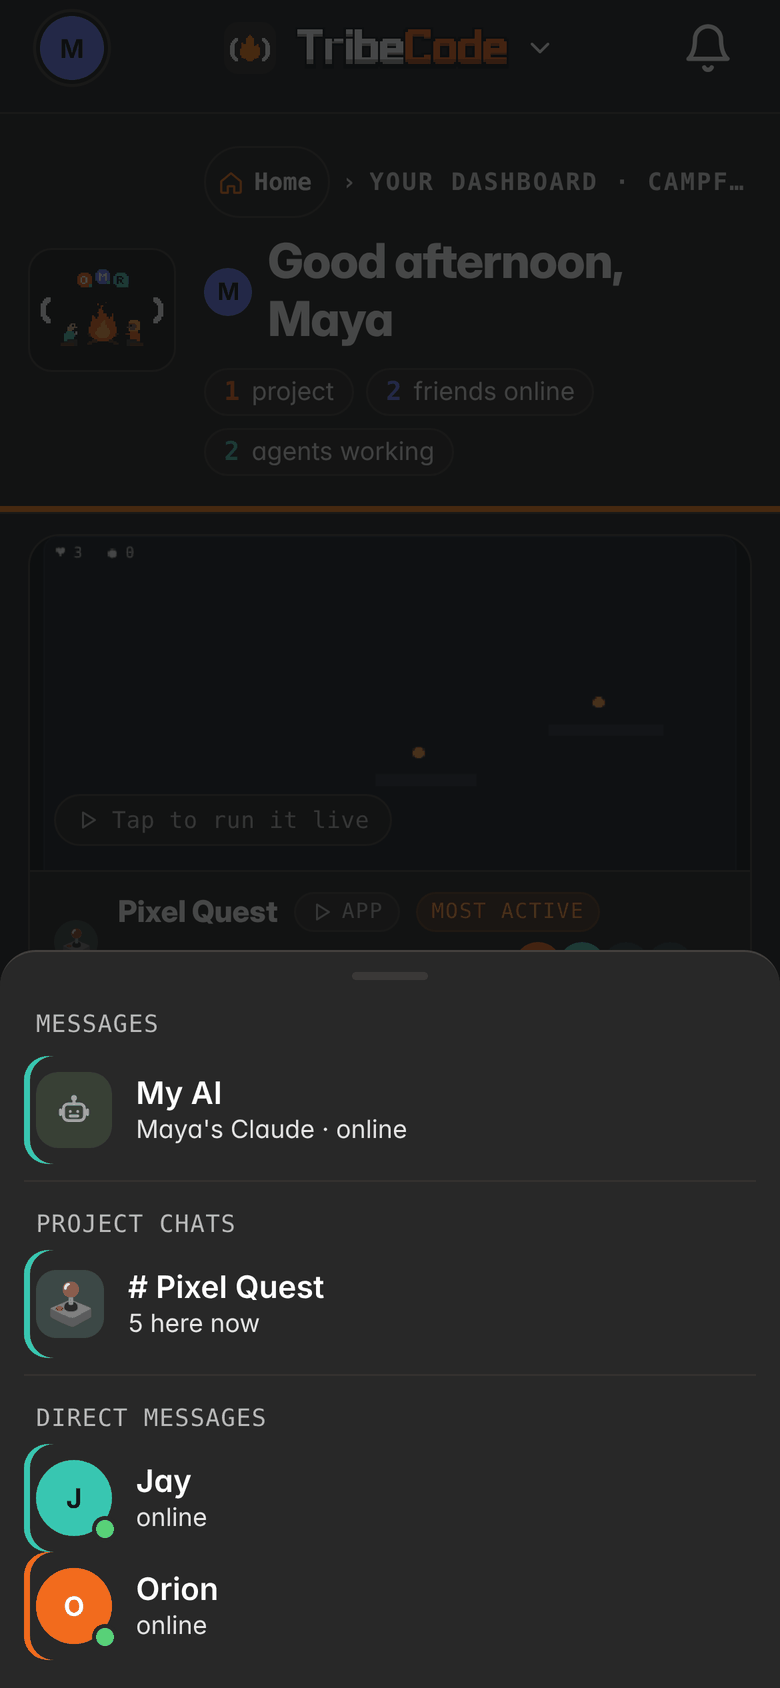 M
TribeCode
Home › YOUR DASHBOARD · CAMPF…
O M R
M
Good afternoon,
Maya
1 project
2 friends online
2 agents working
3 0
Tap to run it live
Pixel Quest
APP
MOST ACTIVE
MESSAGES
My AI
Maya's Claude · online
PROJECT CHATS
# Pixel Quest
5 here now
DIRECT MESSAGES
J
Jay
online
O
Orion
online